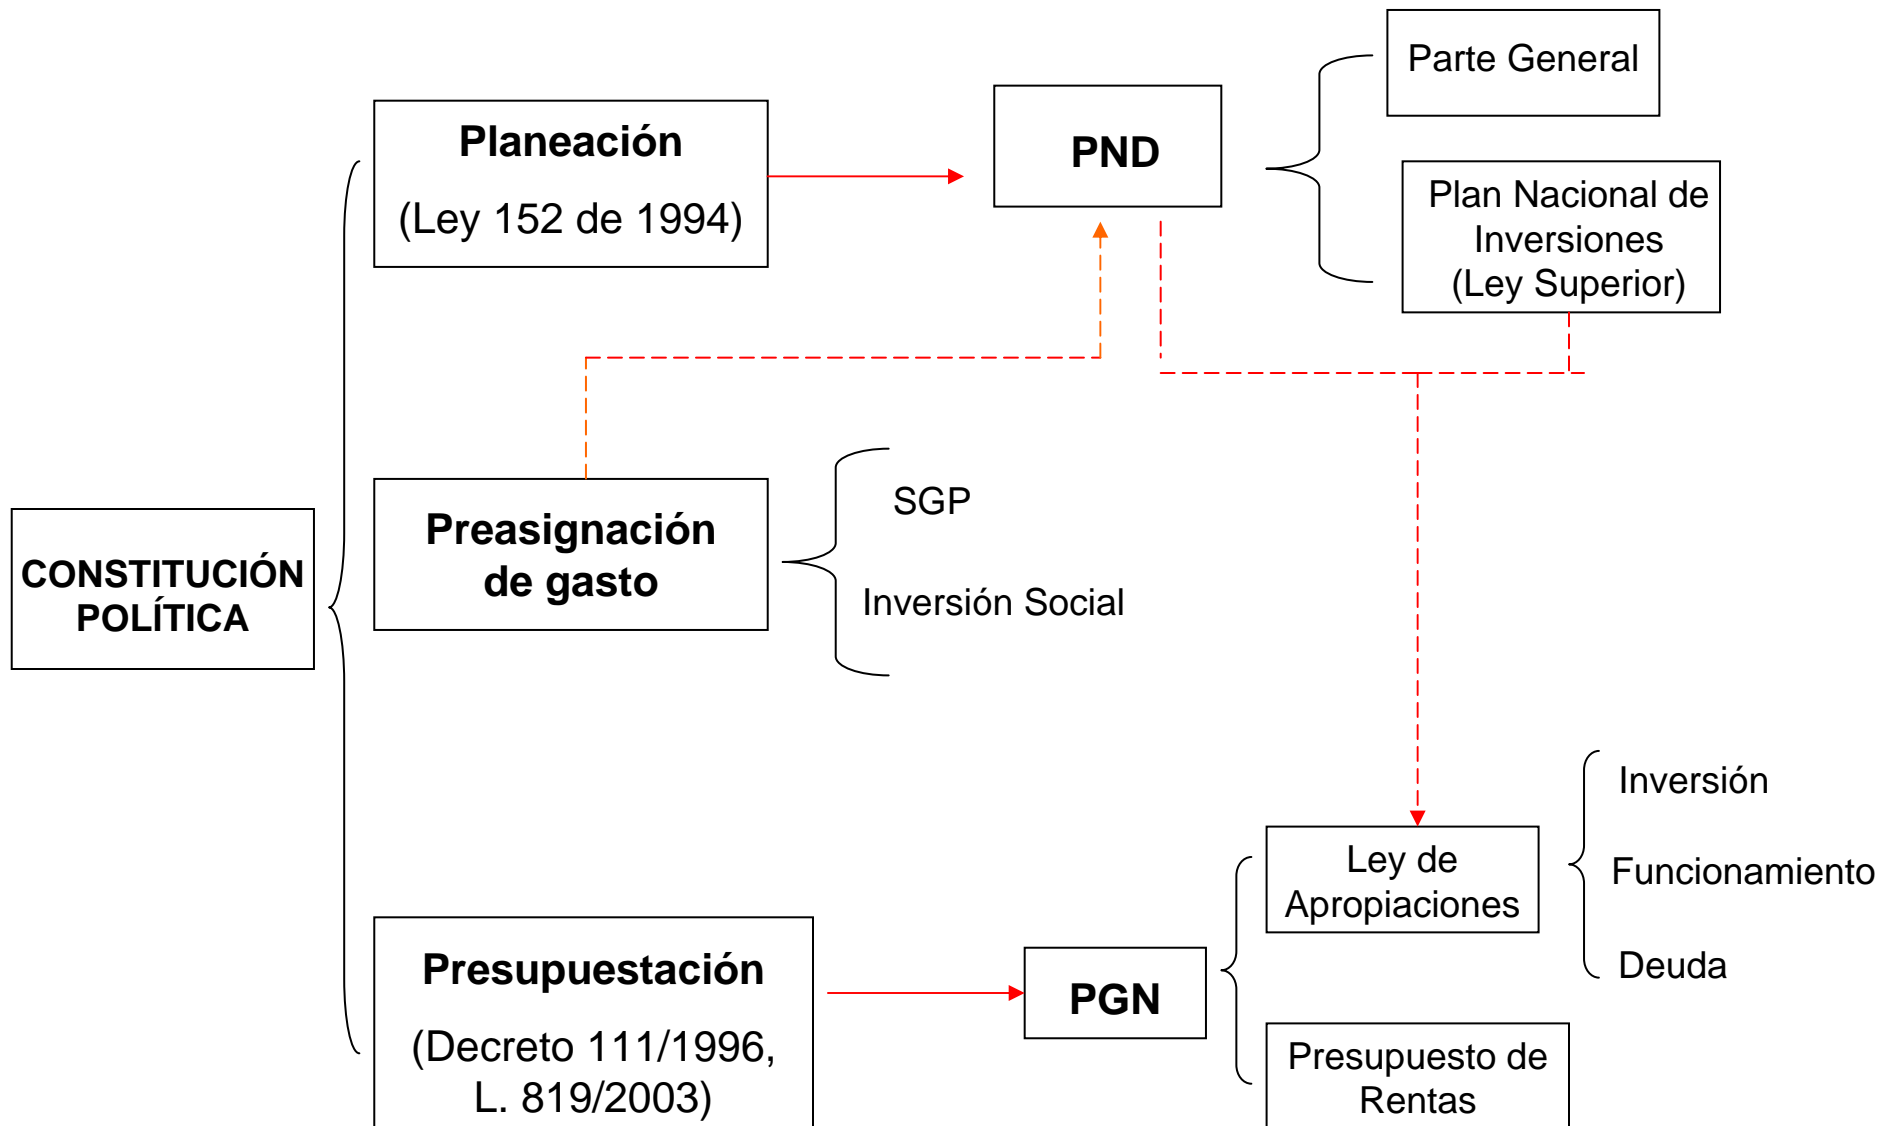 Parte General
Planeación
(Ley 152 de 1994)
PND
Plan Nacional de
Inversiones
(Ley Superior)
CONSTITUCIÓN
POLÍTICA
Preasignación
de gasto
SGP
Inversión Social
Presupuestación
(Decreto 111/1996,
L. 819/2003)
PGN
Ley de
Apropiaciones
Inversión
Funcionamiento
Deuda
Presupuesto de
Rentas